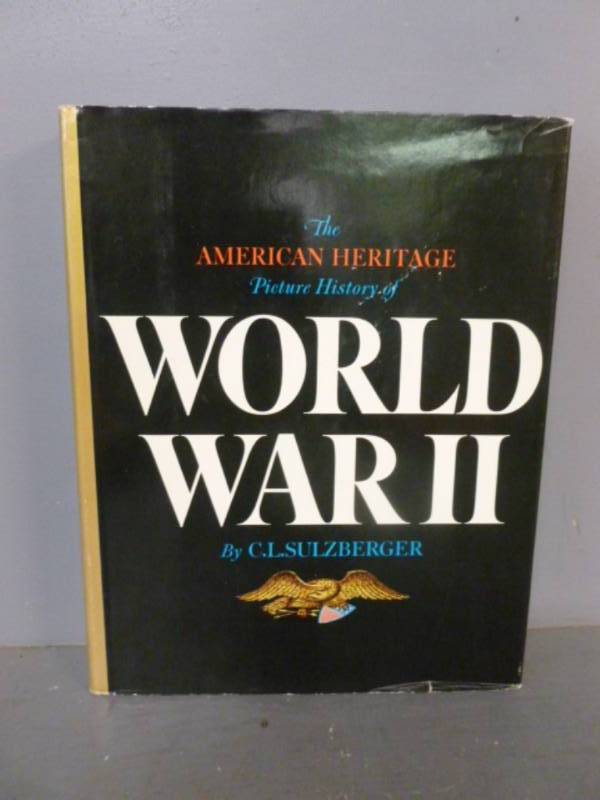 The
AMERICAN HERITAGE
Picture History of
WORLD
WAR II
By C.L.SULZBERGER